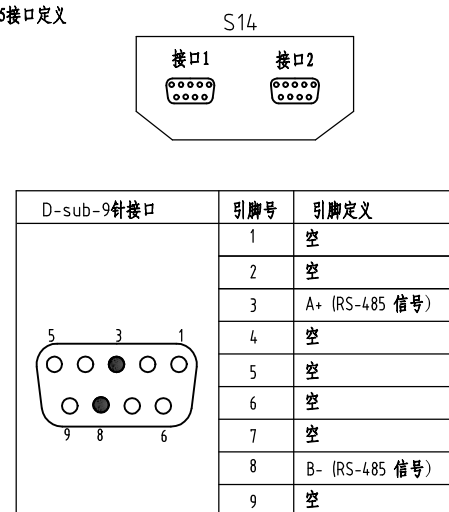 5接口定义
S14
接口1 接口2
D-sub-9针接口 引脚号 引脚定义
1 空
2 空
3 A+ (RS-485 信号)
4 空
5 空
6 空
7 空
8 B- (RS-485 信号)
9 空
5 3 1
9 8 6